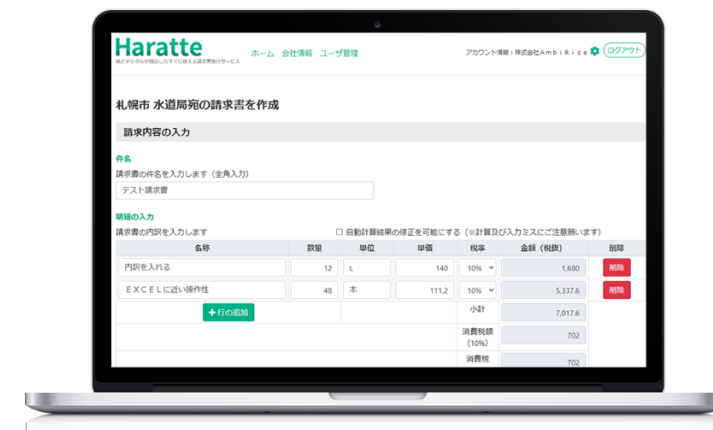 Haratte
紙とデジタルが融合したすぐに使える請求書発行サービス
ホーム 会社情報 ユーザ管理
アカウント情報：株式会社ＡｍｂｉＲｉｓｅ
ログアウト
札幌市 水道局宛の請求書を作成
請求内容の入力
件名
請求書の件名を入力します（全角入力）
テスト請求書
明細の入力
請求書の内訳を入力します
自動計算結果の修正を可能にする（※計算及び入力ミスにご注意願います）
名称 数量 単位 単価 税率 金額（税抜） 削除
内訳を入れる 12 L 140 10% 1,680 削除
ＥＸＣＥＬに近い操作性 48 本 111.2 10% 5,337.6 削除
+行の追加 小計 7,017.6
消費税額 702
(10%)
消費税 702